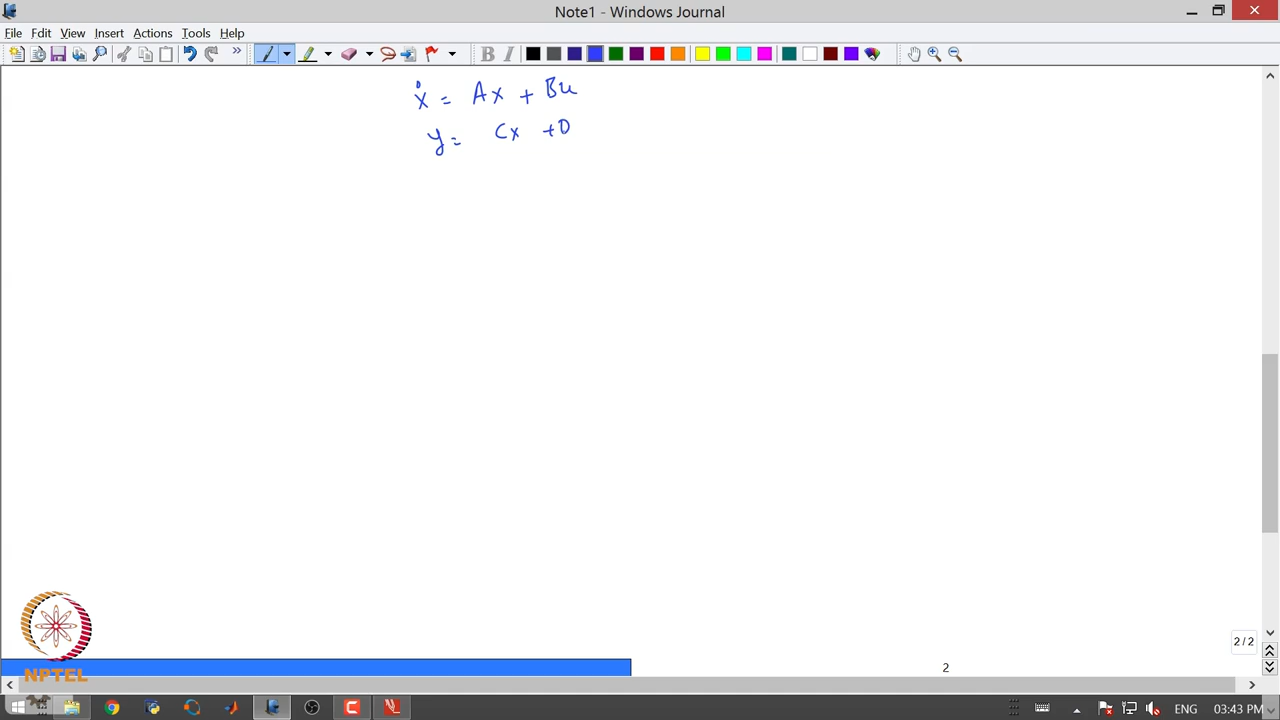 Note1 - Windows Journal
File Edit View Insert Actions Tools Help
» B I
ẋ = Ax + Bu
y = Cx + D
2 / 2
2
NPTEL
ENG 03:43 PM